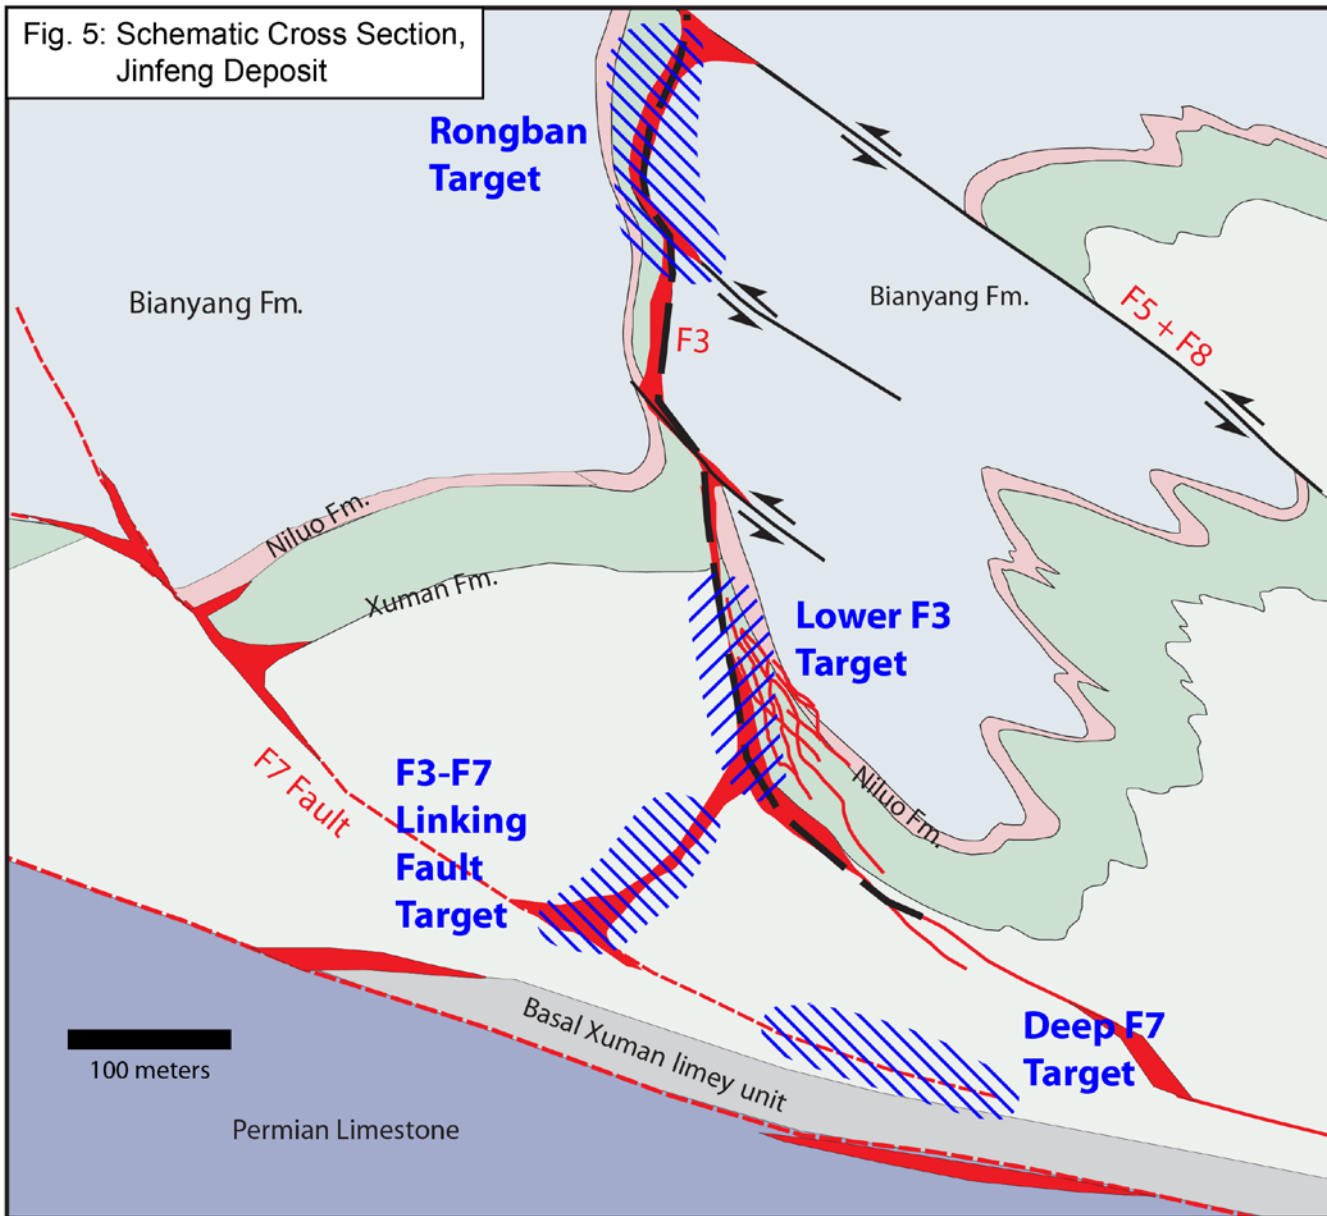 Fig. 5: Schematic Cross Section,
Jinfeng Deposit
Rongban
Target
Bianyang Fm.
Bianyang Fm.
F5 + F8
F3
Niluo Fm.
Xuman Fm.
Lower F3
Target
F7 Fault
F3-F7
Linking
Fault
Target
Niluo Fm.
Basal Xuman limey unit
Deep F7
Target
100 meters
Permian Limestone